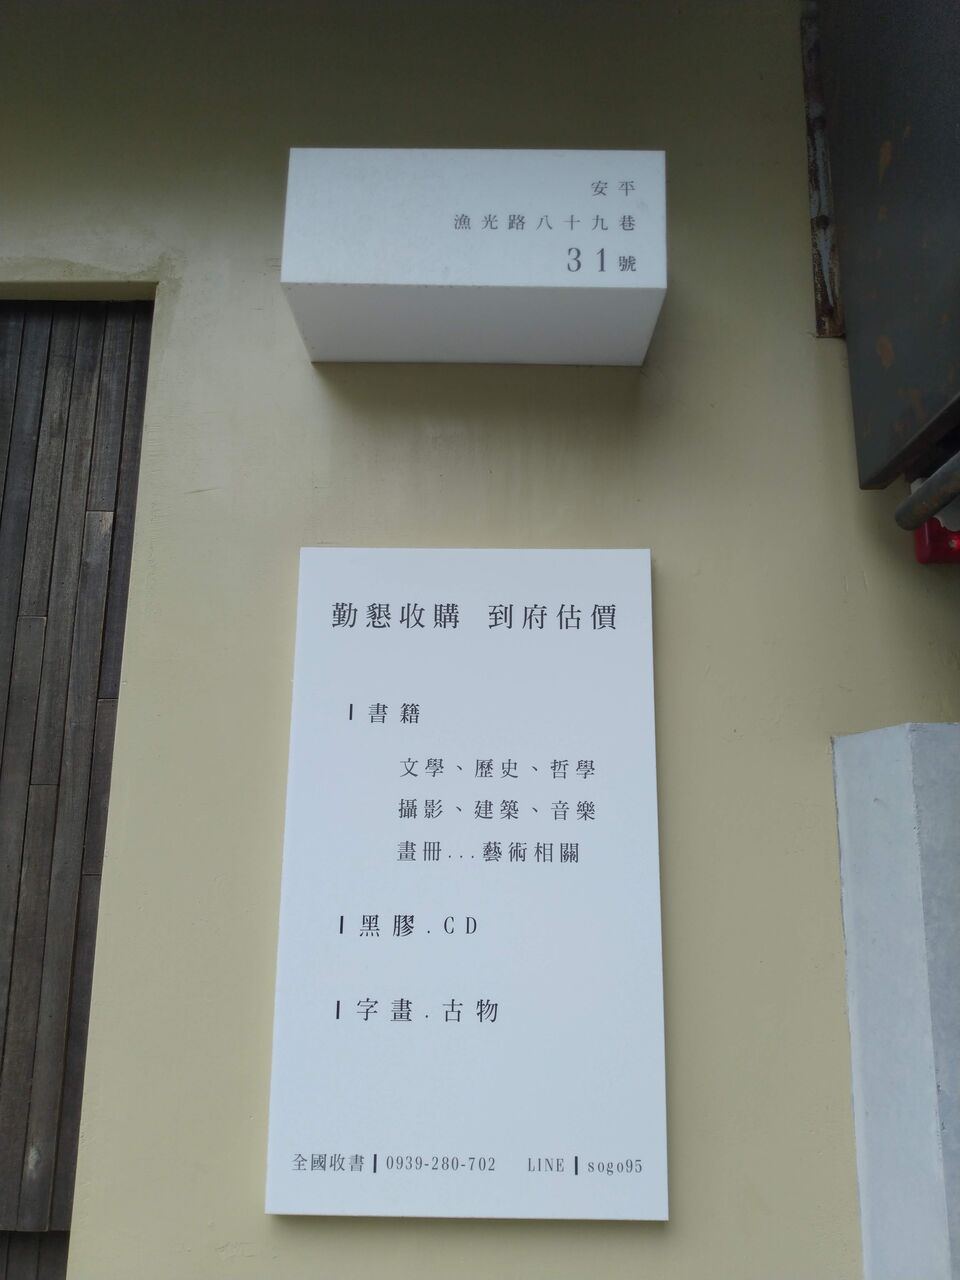 安平
漁光路八十九巷
31號
勤懇收購 到府估價
書籍
文學、歷史、哲學
攝影、建築、音樂
畫冊...藝術相關
黑膠.CD
字畫.古物
全國收書 0939-280-702 LINE sogo95